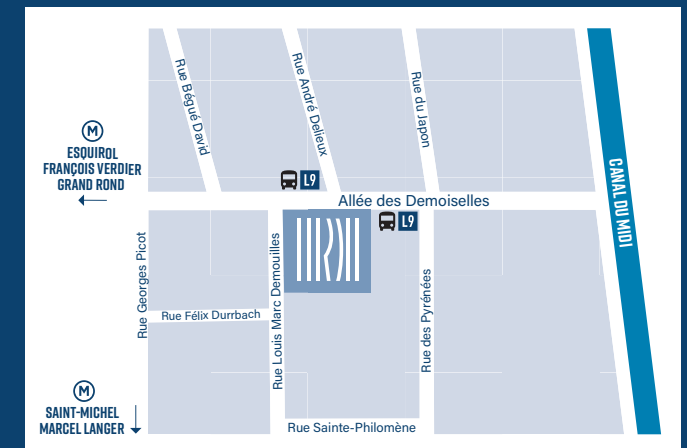 Rue Bégué David
Rue André Delieux
Rue du Japon
M
ESQUIROL
FRANÇOIS VERDIER
GRAND ROND
L9
Allée des Demoiselles
L9
CANAL DU MIDI
Rue Georges Picot
Rue Louis Marc Demouilles
Rue des Pyrénées
Rue Félix Durrbach
M
SAINT-MICHEL
MARCEL LANGER
Rue Sainte-Philomène